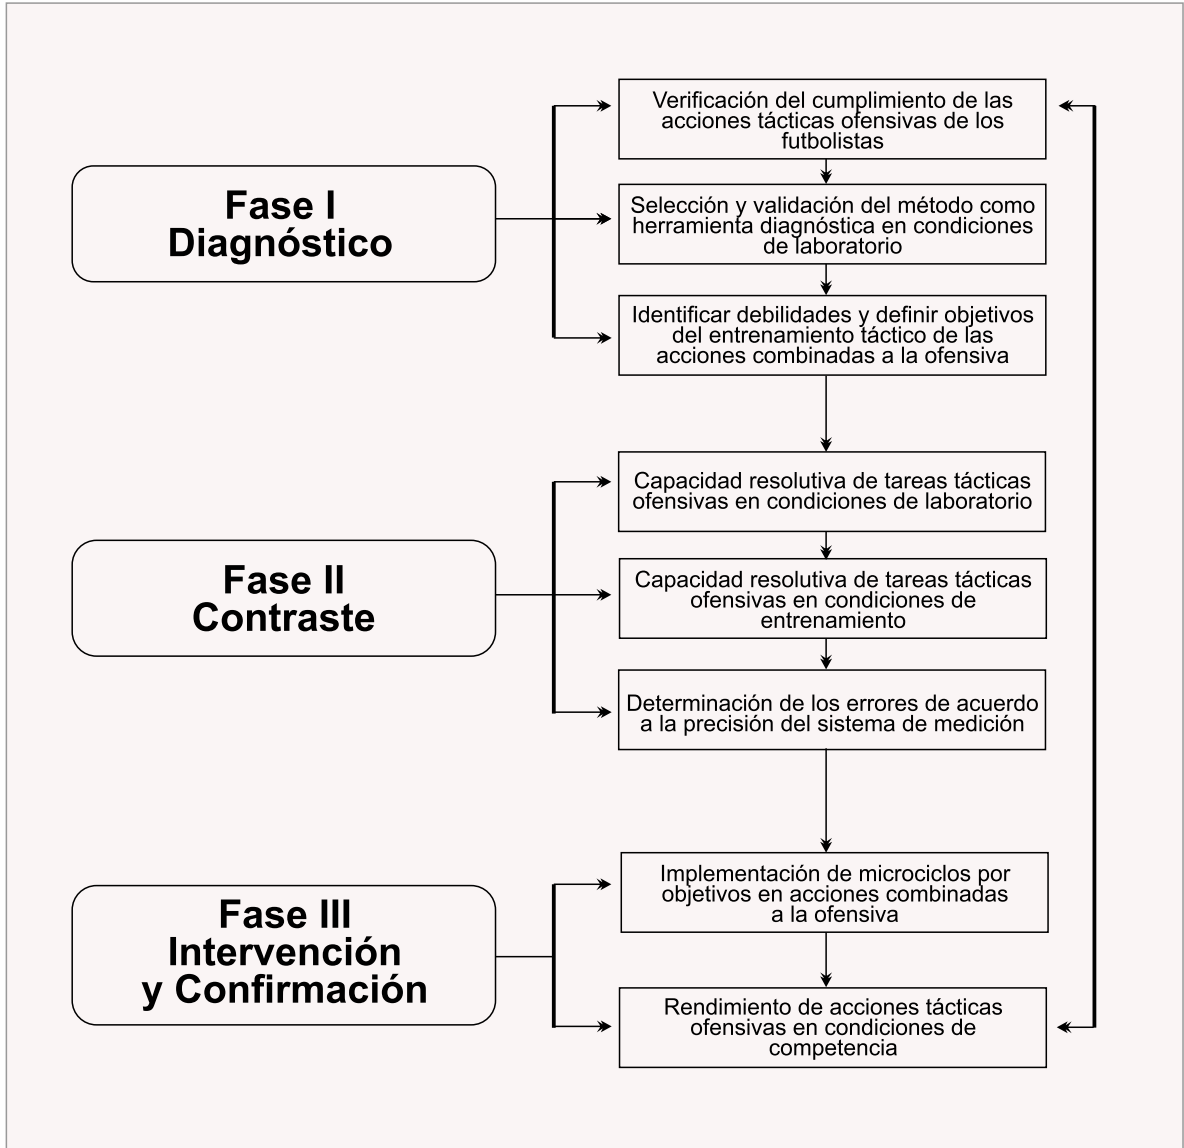 Fase I
Diagnóstico
Verificación del cumplimiento de las
acciones tácticas ofensivas de los
futbolistas
Selección y validación del método como
herramienta diagnóstica en condiciones
de laboratorio
Identificar debilidades y definir objetivos
del entrenamiento táctico de las
acciones combinadas a la ofensiva
Fase II
Contraste
Capacidad resolutiva de tareas tácticas
ofensivas en condiciones de laboratorio
Capacidad resolutiva de tareas tácticas
ofensivas en condiciones de
entrenamiento
Determinación de los errores de acuerdo
a la precisión del sistema de medición
Fase III
Intervención
y Confirmación
Implementación de microciclos por
objetivos en acciones combinadas
a la ofensiva
Rendimiento de acciones tácticas
ofensivas en condiciones de
competencia